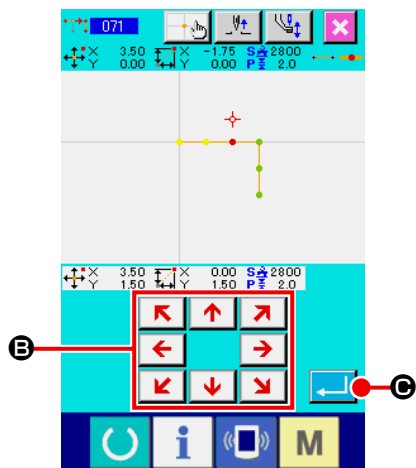 071
X 3.50 X -1.75 S 2800
Y 0.00 Y 0.00 P 2.0
X 3.50 X 0.00 S 2800
Y 1.50 Y 1.50 P 2.0
B
C
i M